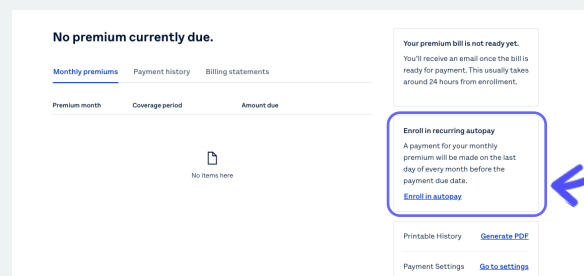 No premium currently due.
Monthly premiums Payment history Billing statements
Premium month Coverage period Amount due
No items here
Your premium bill is not ready yet.
You'll receive an email once the bill is
ready for payment. This usually takes
around 24 hours from enrollment.
Enroll in recurring autopay
A payment for your monthly
premium will be made on the last
day of every month before the
payment due date.
Enroll in autopay
Printable History Generate PDF
Payment Settings Go to settings